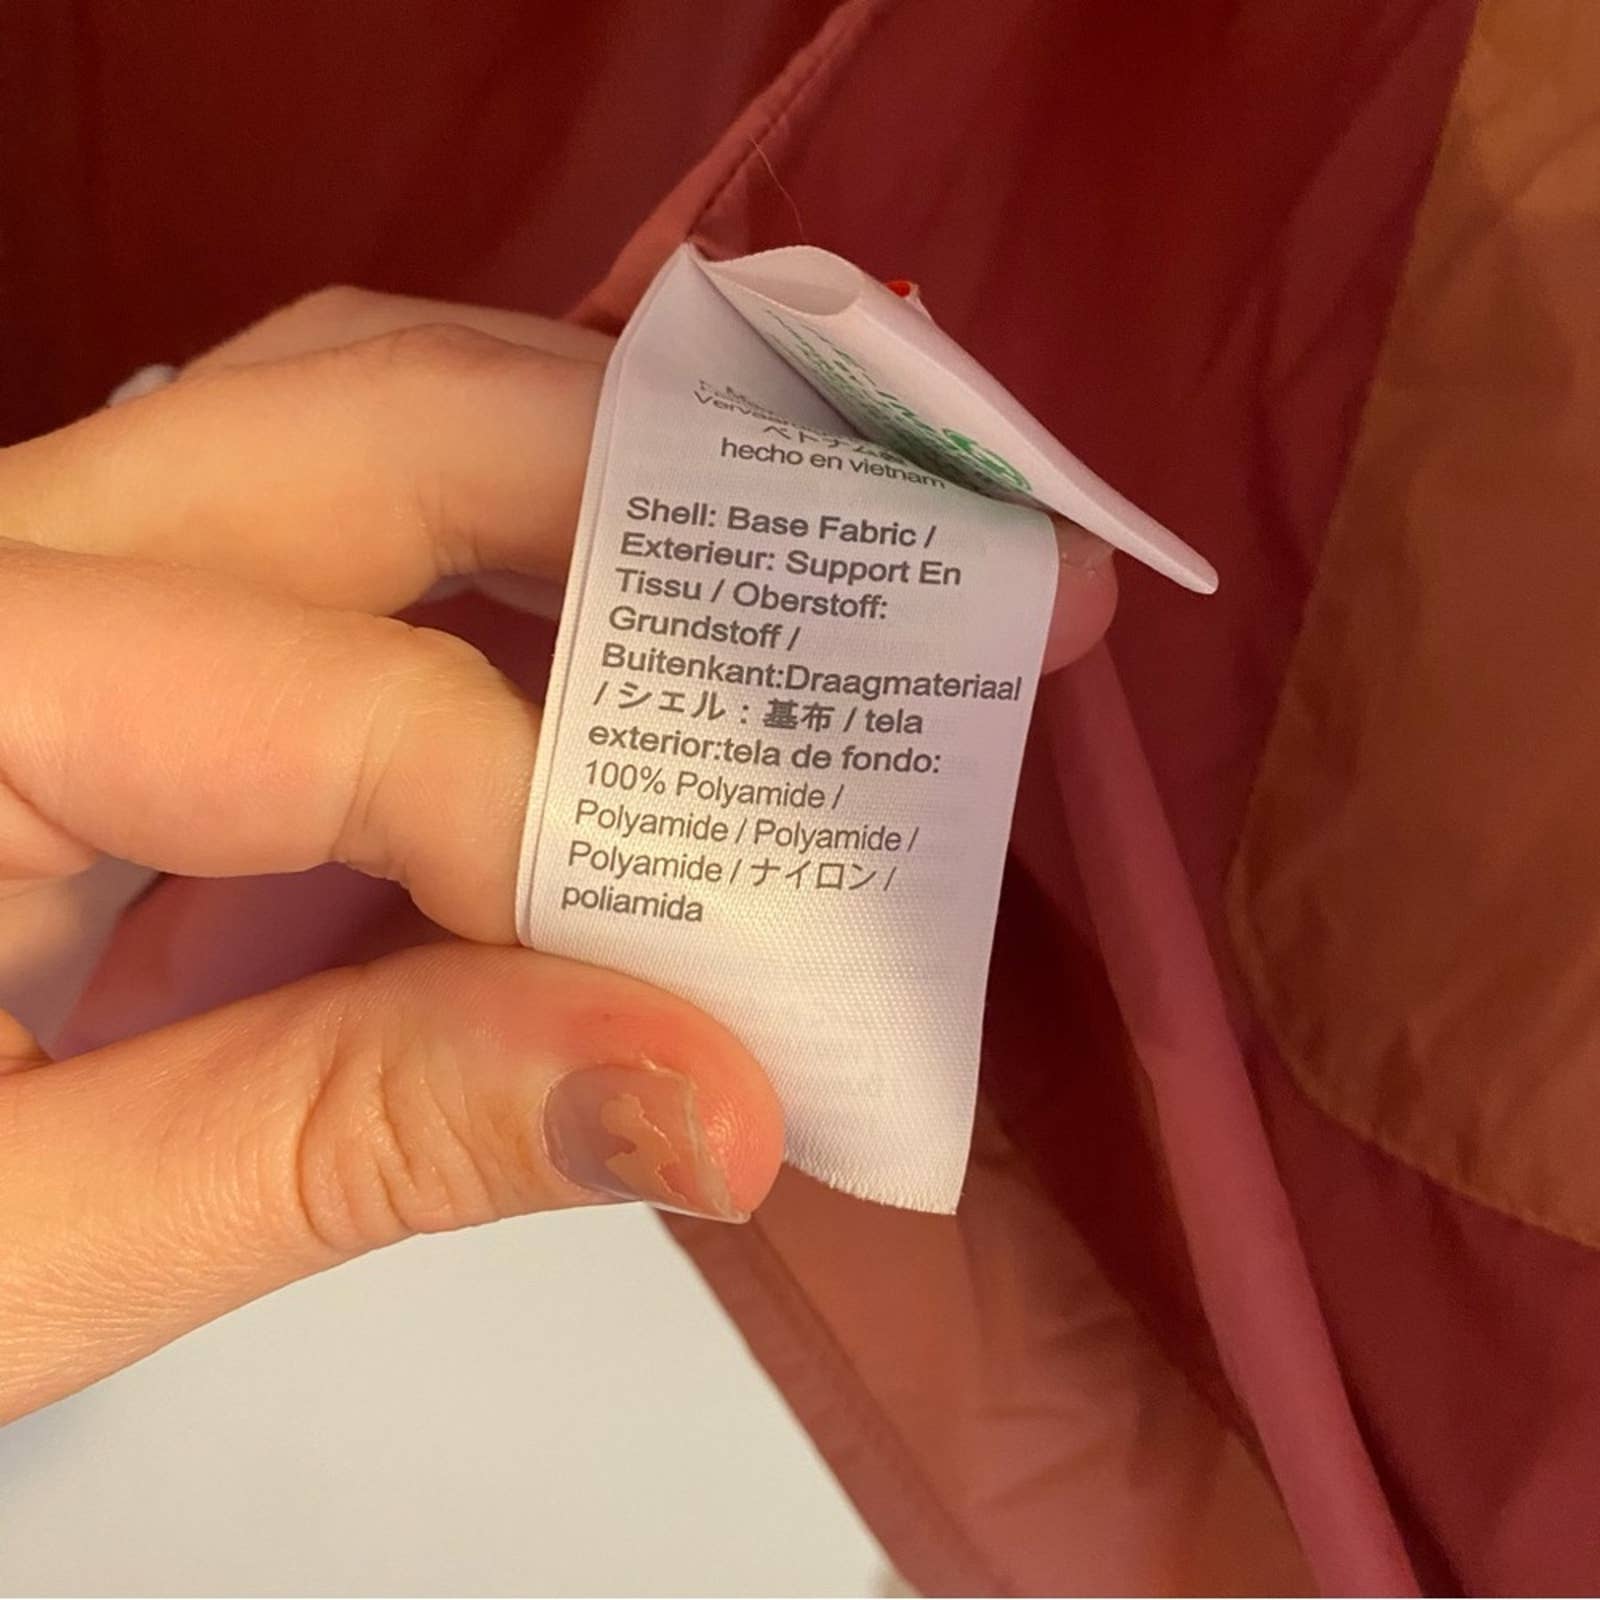 hecho en vietnam
Shell: Base Fabric /
Exterieur: Support En
Tissu / Oberstoff:
Grundstoff /
Buitenkant:Draagmateriaal
/ シェル：基布 / tela
exterior:tela de fondo:
100% Polyamide /
Polyamide / Polyamide /
Polyamide / ナイロン /
poliamida